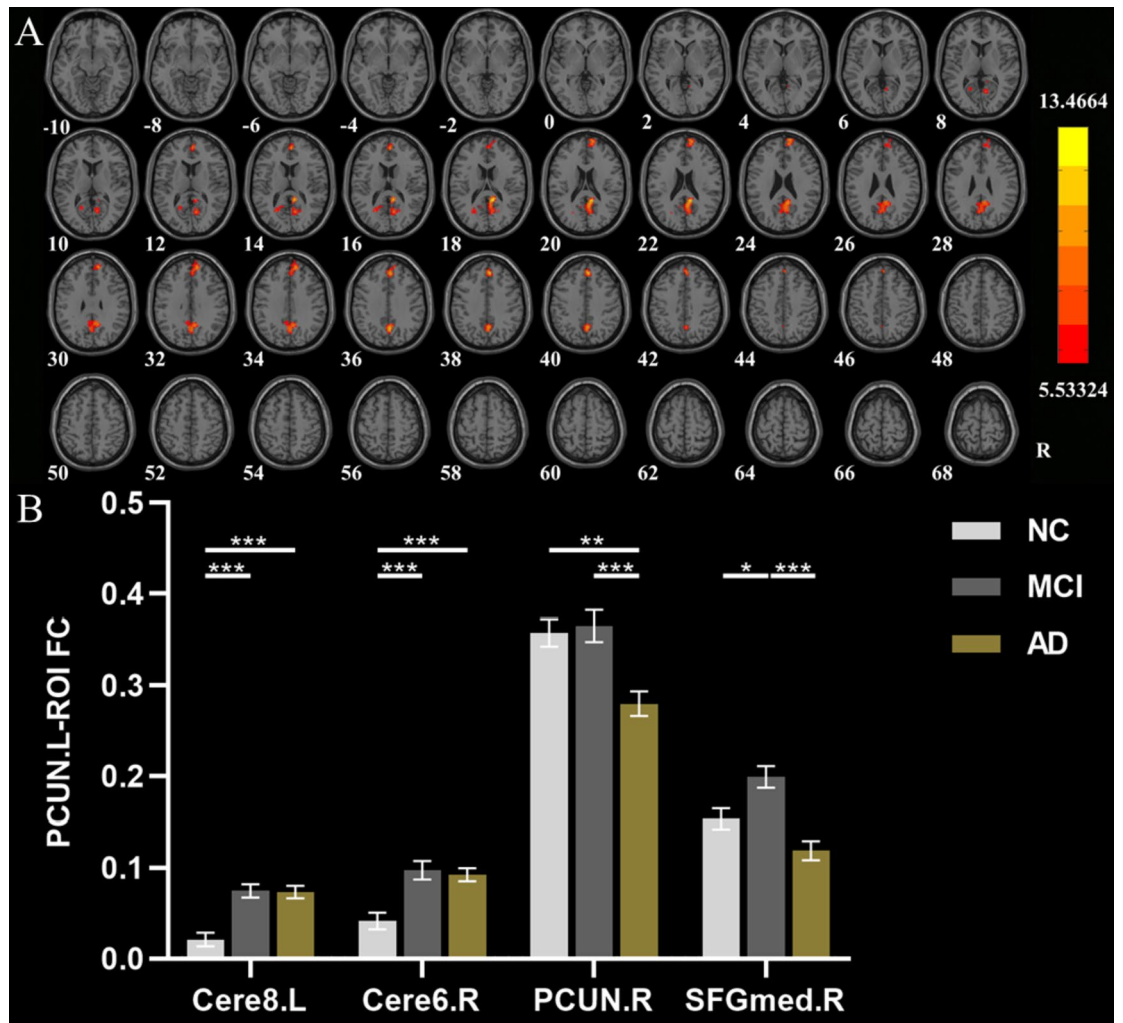 A
-10 -8 -6 -4 -2 0 2 4 6 8
13.4664
10 12 14 16 18 20 22 24 26 28
30 32 34 36 38 40 42 44 46 48
5.53324
R
50 52 54 56 58 60 62 64 66 68
B
PCUN.L-ROI FC
0.5
0.4
0.3
0.2
0.1
0.0
*** *** ** 
*** *** *** * ***
NC
MCI
AD
Cere8.L Cere6.R PCUN.R SFGmed.R